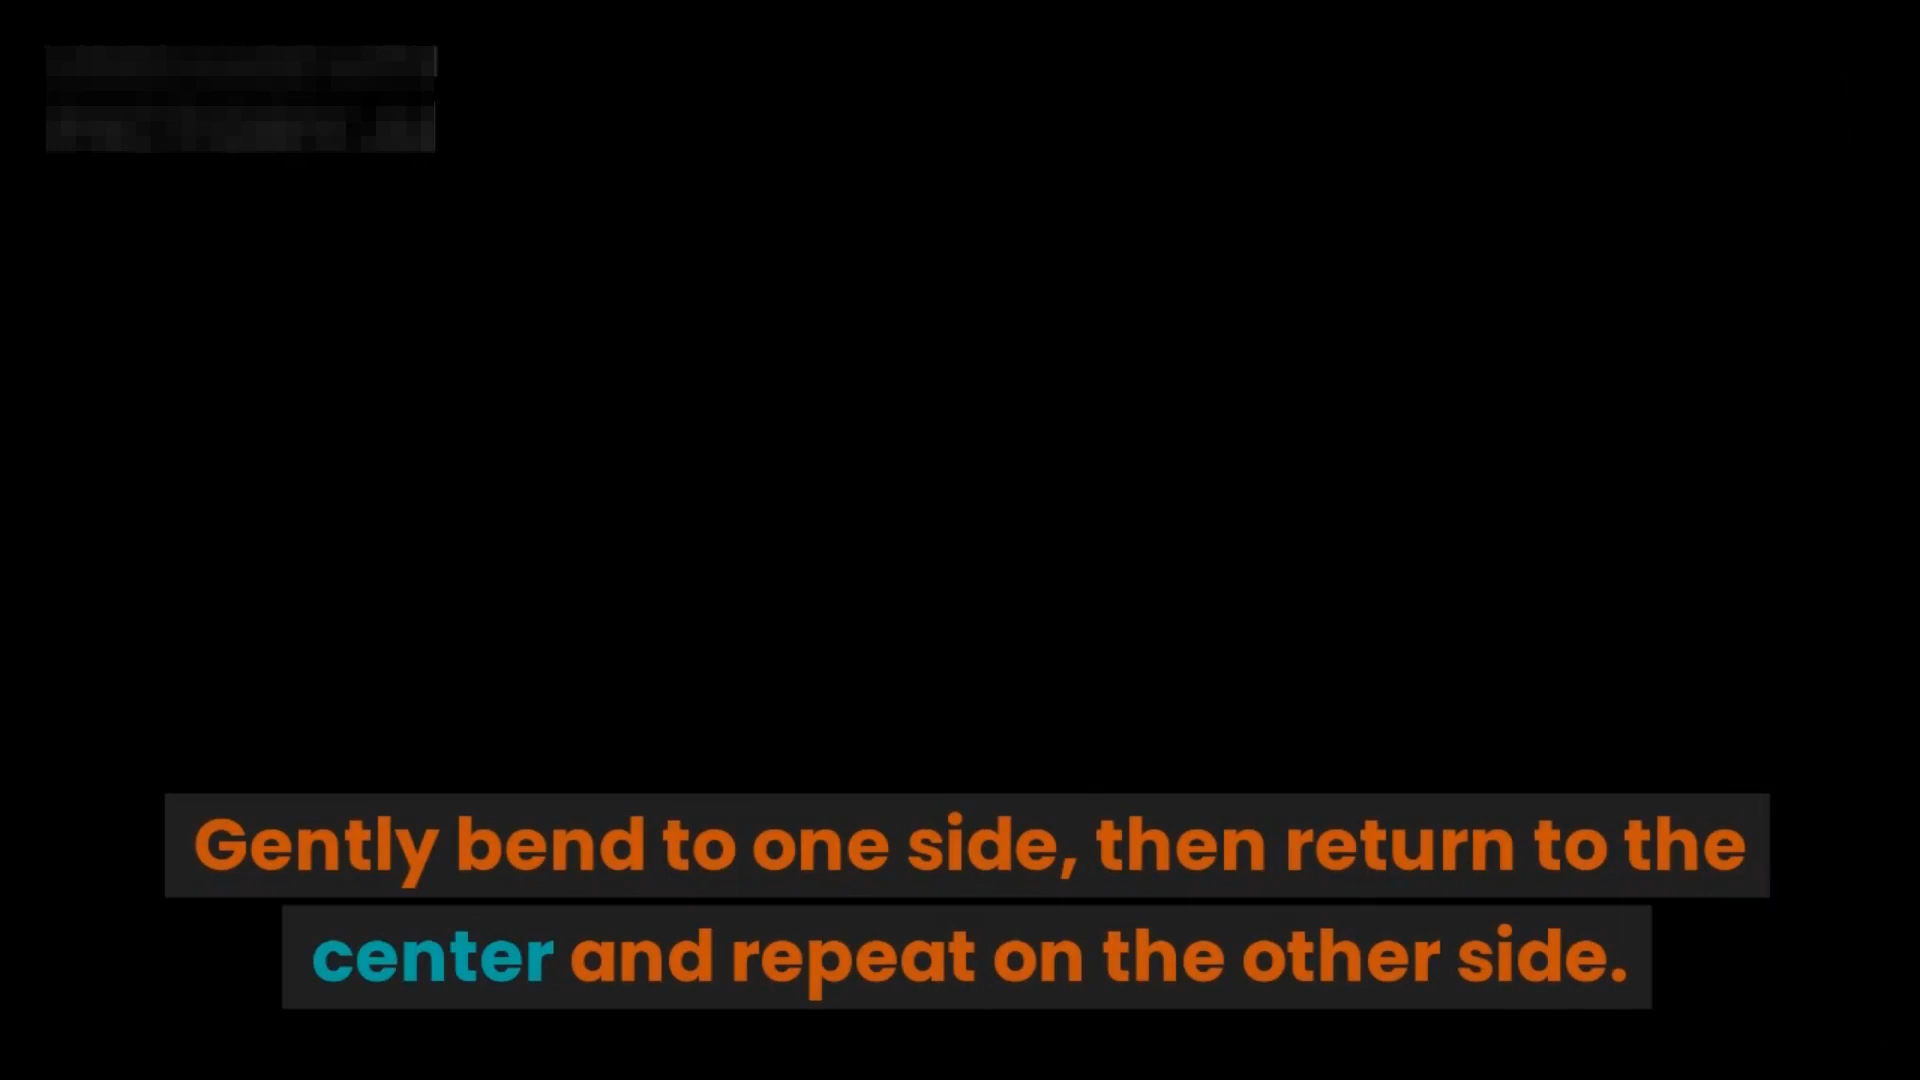 Gently bend to one side, then return to the
center and repeat on the other side.